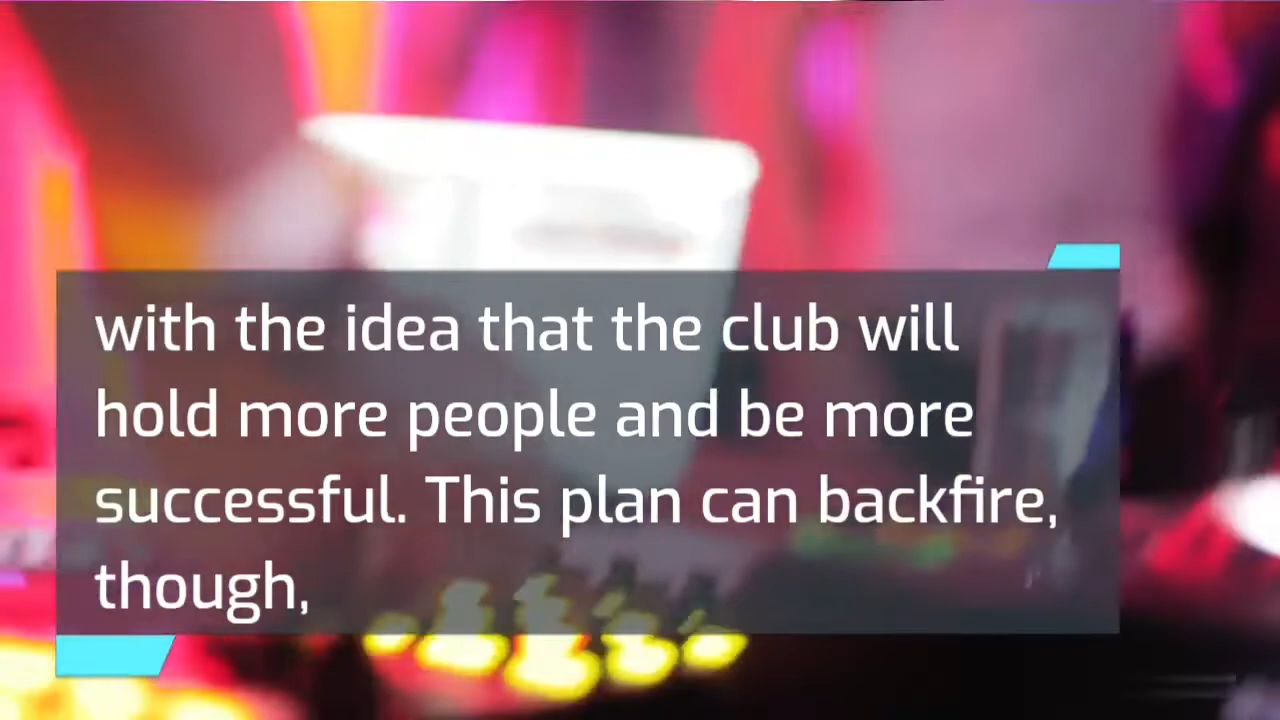 with the idea that the club will
hold more people and be more
successful. This plan can backfire,
though,